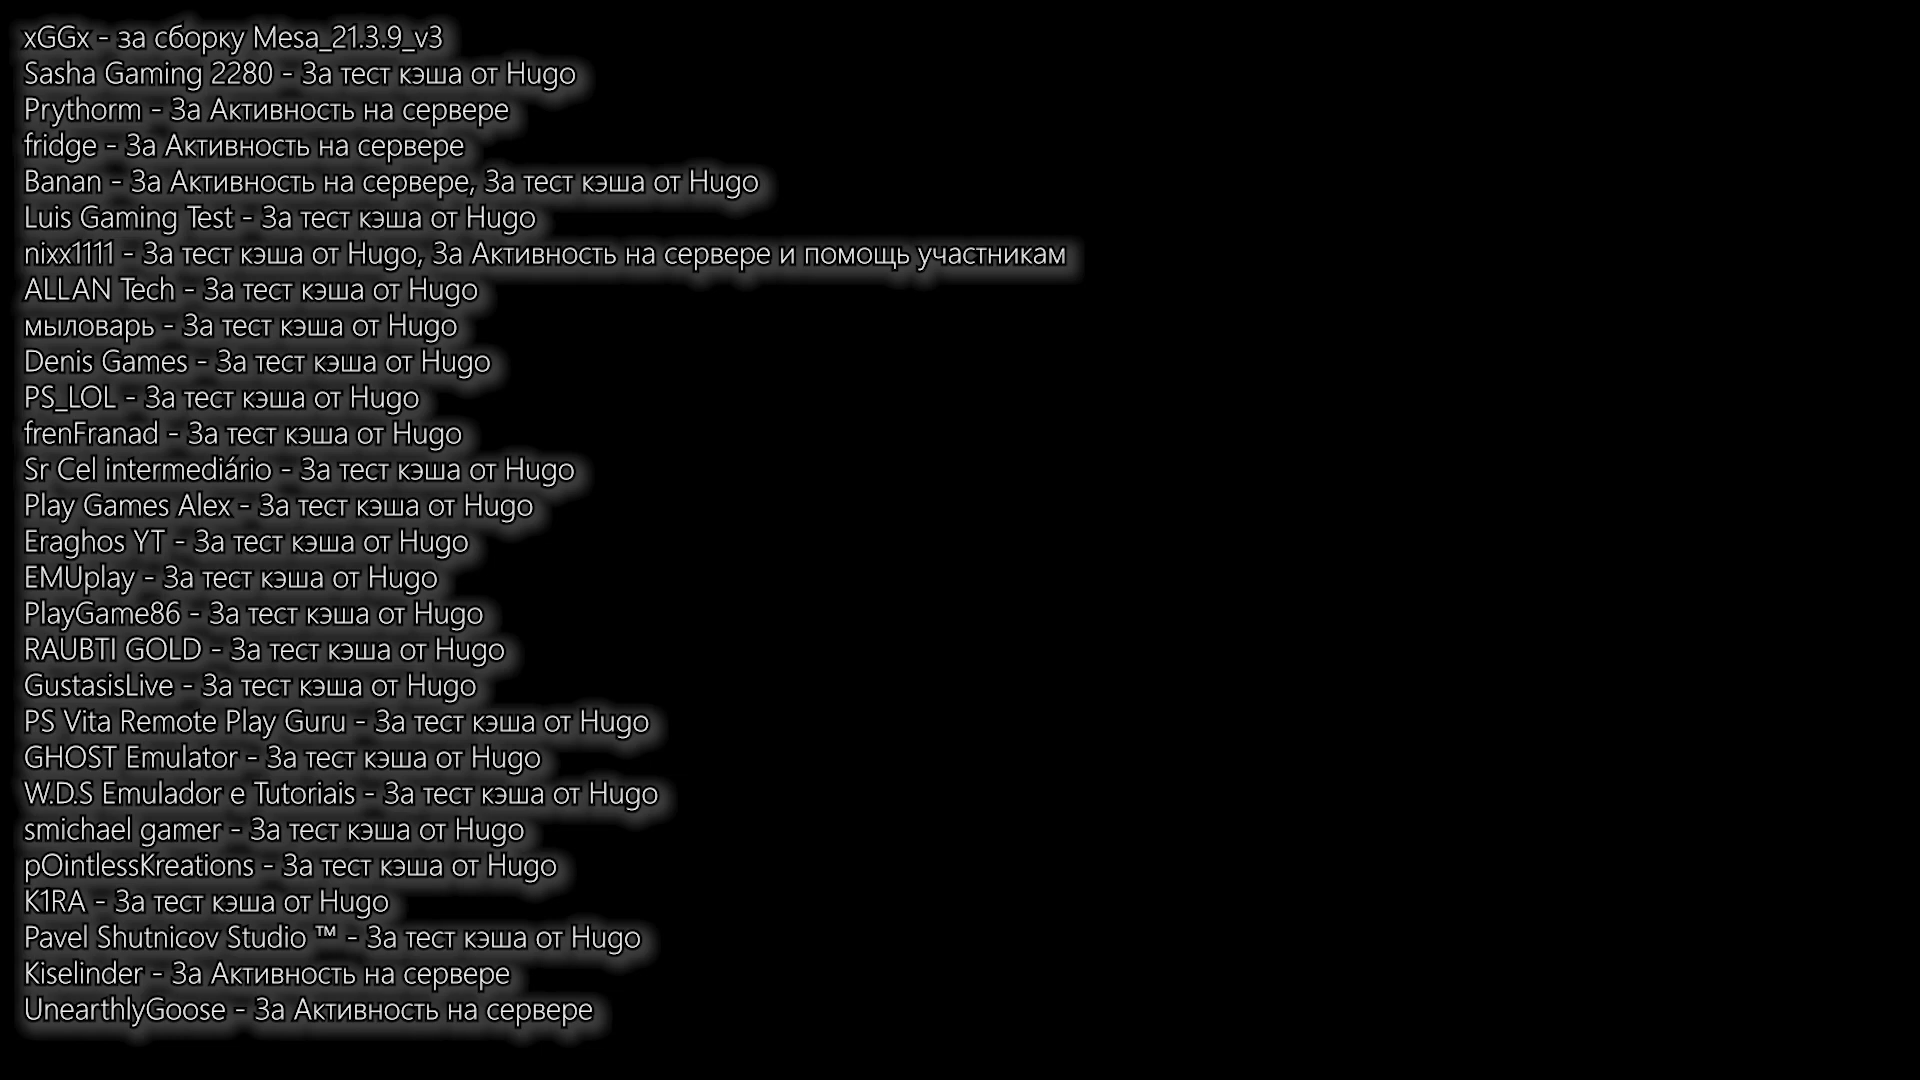 xGGx - за сборку Mesa_21.3.9_v3
Sasha Gaming 2280 - За тест кэша от Hugo
Prythorm - За Активность на сервере
fridge - За Активность на сервере
Banan - За Активность на сервере, За тест кэша от Hugo
Luis Gaming Test - За тест кэша от Hugo
nixx1111 - За тест кэша от Hugo, За Активность на сервере и помощь участникам
ALLAN Tech - За тест кэша от Hugo
мыловарь - За тест кэша от Hugo
Denis Games - За тест кэша от Hugo
PS_LOL - За тест кэша от Hugo
frenFranad - За тест кэша от Hugo
Sr Cel intermediário - За тест кэша от Hugo
Play Games Alex - За тест кэша от Hugo
Eraghos YT - За тест кэша от Hugo
EMUplay - За тест кэша от Hugo
PlayGame86 - За тест кэша от Hugo
RAUBTI GOLD - За тест кэша от Hugo
GustasisLive - За тест кэша от Hugo
PS Vita Remote Play Guru - За тест кэша от Hugo
GHOST Emulator - За тест кэша от Hugo
W.D.S Emulador e Tutoriais - За тест кэша от Hugo
smichael gamer - За тест кэша от Hugo
pOintlessKreations - За тест кэша от Hugo
K1RA - За тест кэша от Hugo
Pavel Shutnicov Studio ™ - За тест кэша от Hugo
Kiselinder - За Активность на сервере
UnearthlyGoose - За Активность на сервере